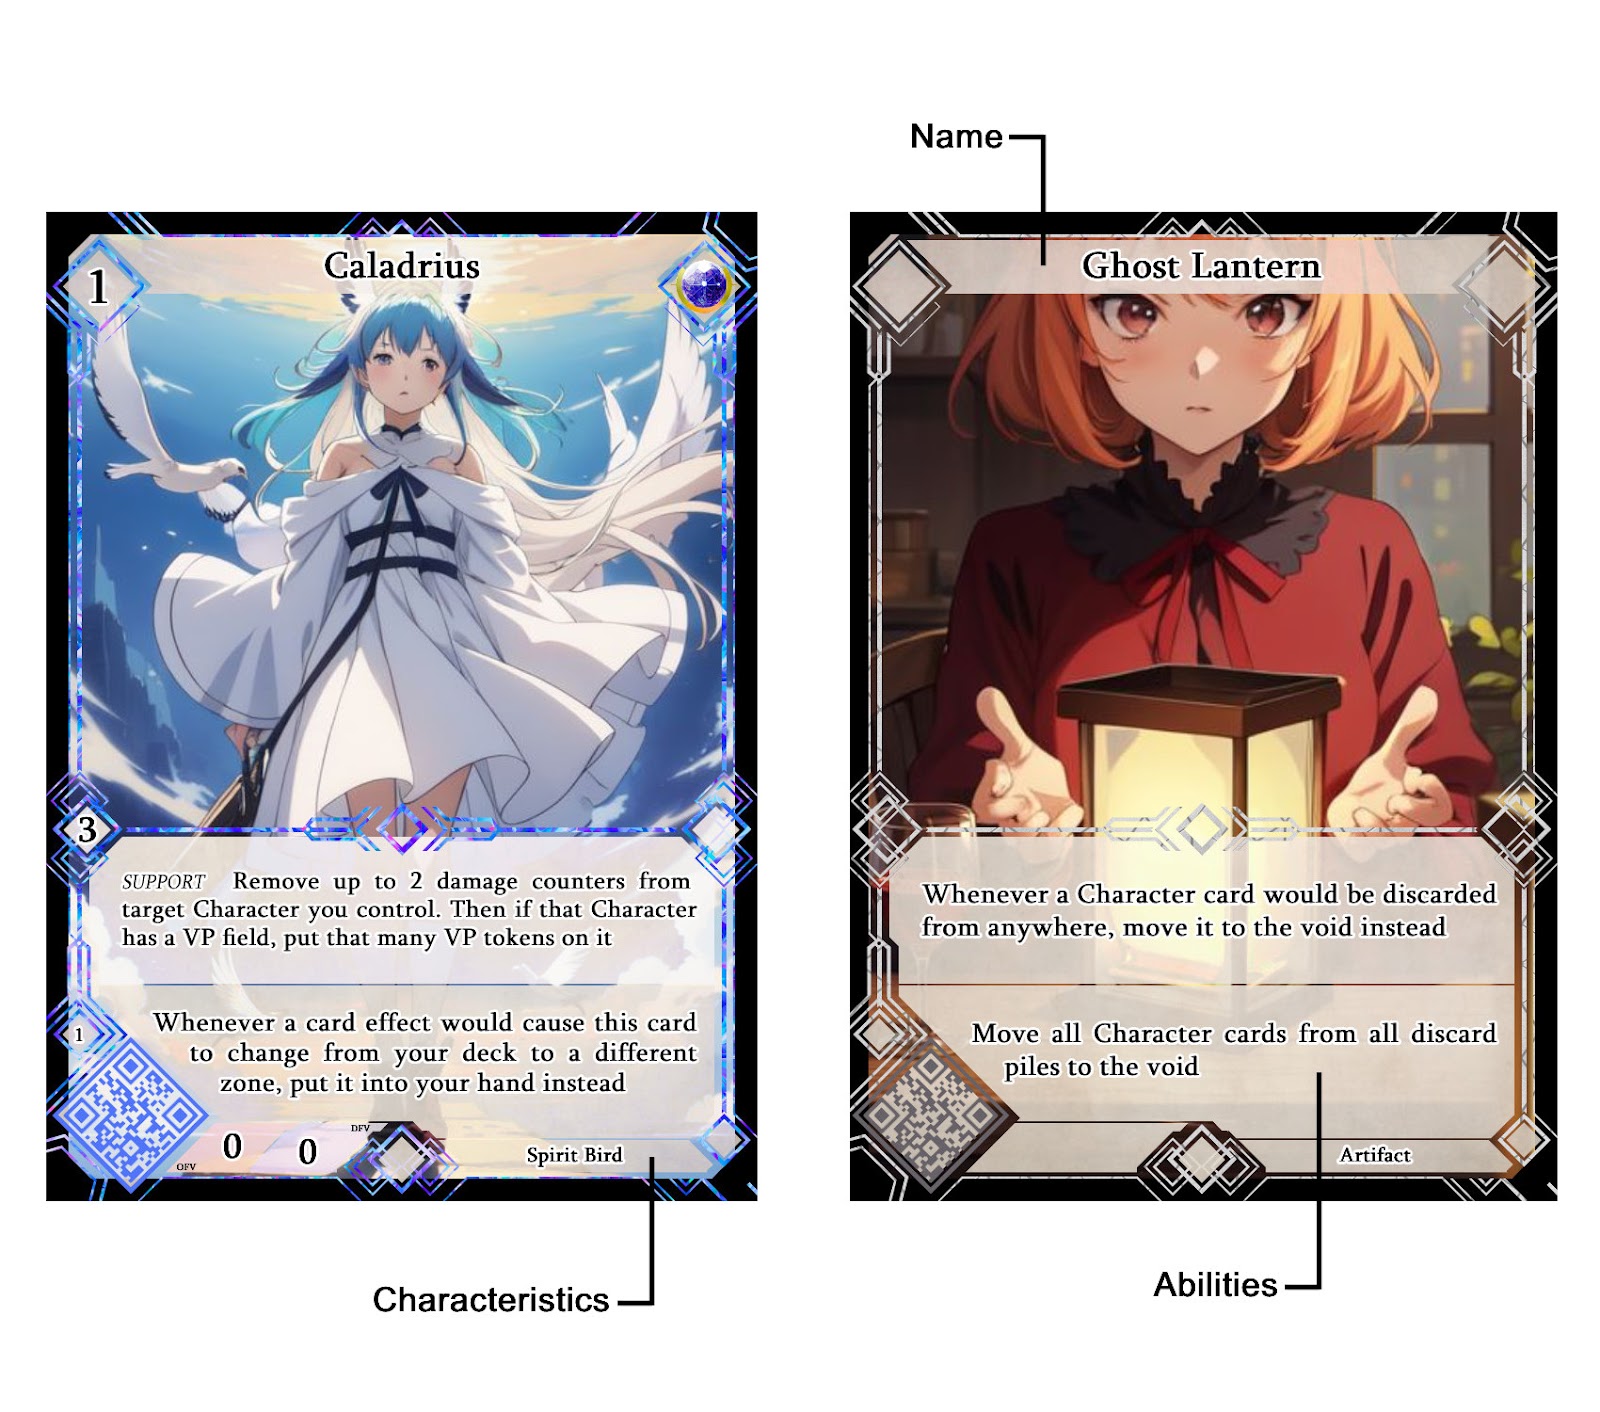 Name
Caladrius
1
3
SUPPORT Remove up to 2 damage counters from
target Character you control. Then if that Character
has a VP field, put that many VP tokens on it
Whenever a card effect would cause this card
to change from your deck to a different
zone, put it into your hand instead
1
OFV
0
0
DFV
Spirit Bird
Characteristics
Ghost Lantern
Whenever a Character card would be discarded
from anywhere, move it to the void instead
Move all Character cards from all discard
piles to the void
Artifact
Abilities